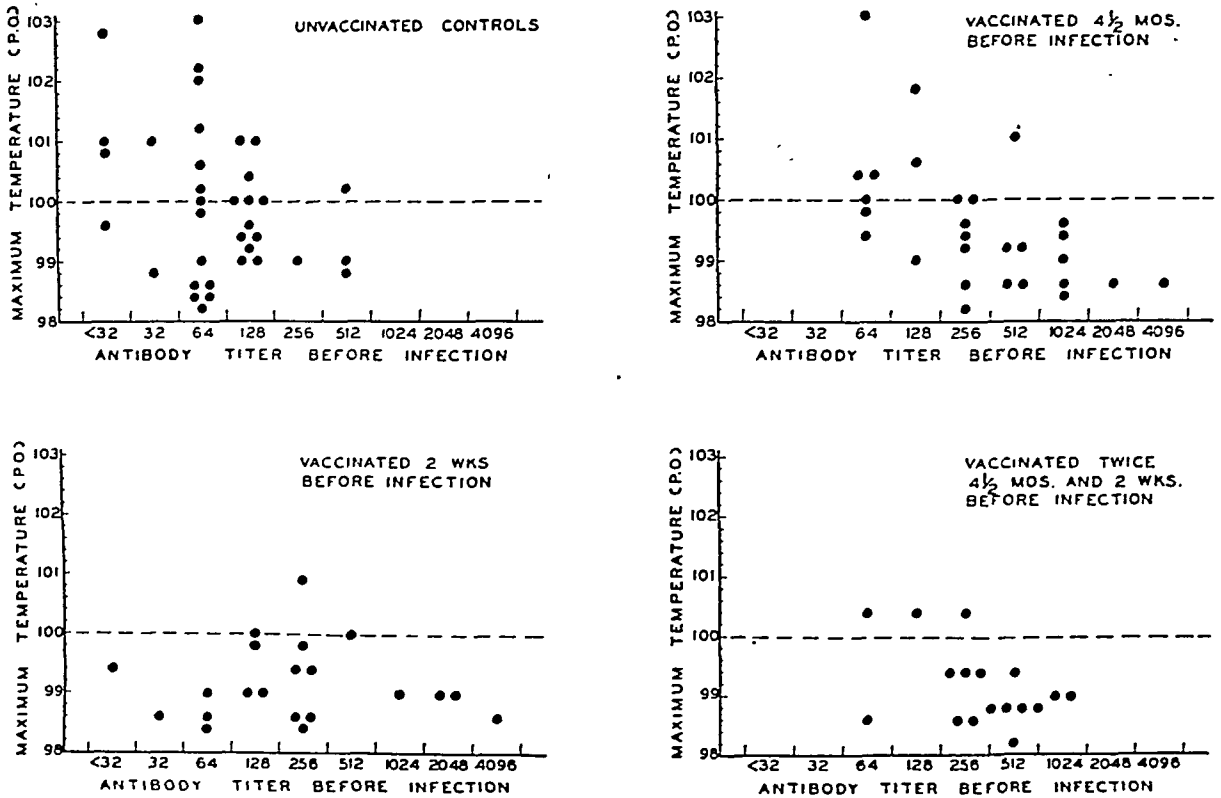 UNVACCINATED CONTROLS
MAXIMUM TEMPERATURE (P.O)
103
102
101
100
99
98
<32 32 64 128 256 512 1024 2048 4096
ANTIBODY TITER BEFORE INFECTION
VACCINATED 4½ MOS.
BEFORE INFECTION
MAXIMUM TEMPERATURE (P.O)
103
102
101
100
99
98
<32 32 64 128 256 512 1024 2048 4096
ANTIBODY TITER BEFORE INFECTION
VACCINATED 2 WKS
BEFORE INFECTION
MAXIMUM TEMPERATURE (P.O)
103
102
101
100
99
98
<32 32 64 128 256 512 1024 2048 4096
ANTIBODY TITER BEFORE INFECTION
VACCINATED TWICE
4½ MOS. AND 2 WKS.
BEFORE INFECTION
MAXIMUM TEMPERATURE (P.O)
103
102
101
100
99
98
<32 32 64 128 256 512 1024 2048 4096
ANTIBODY TITER BEFORE INFECTION